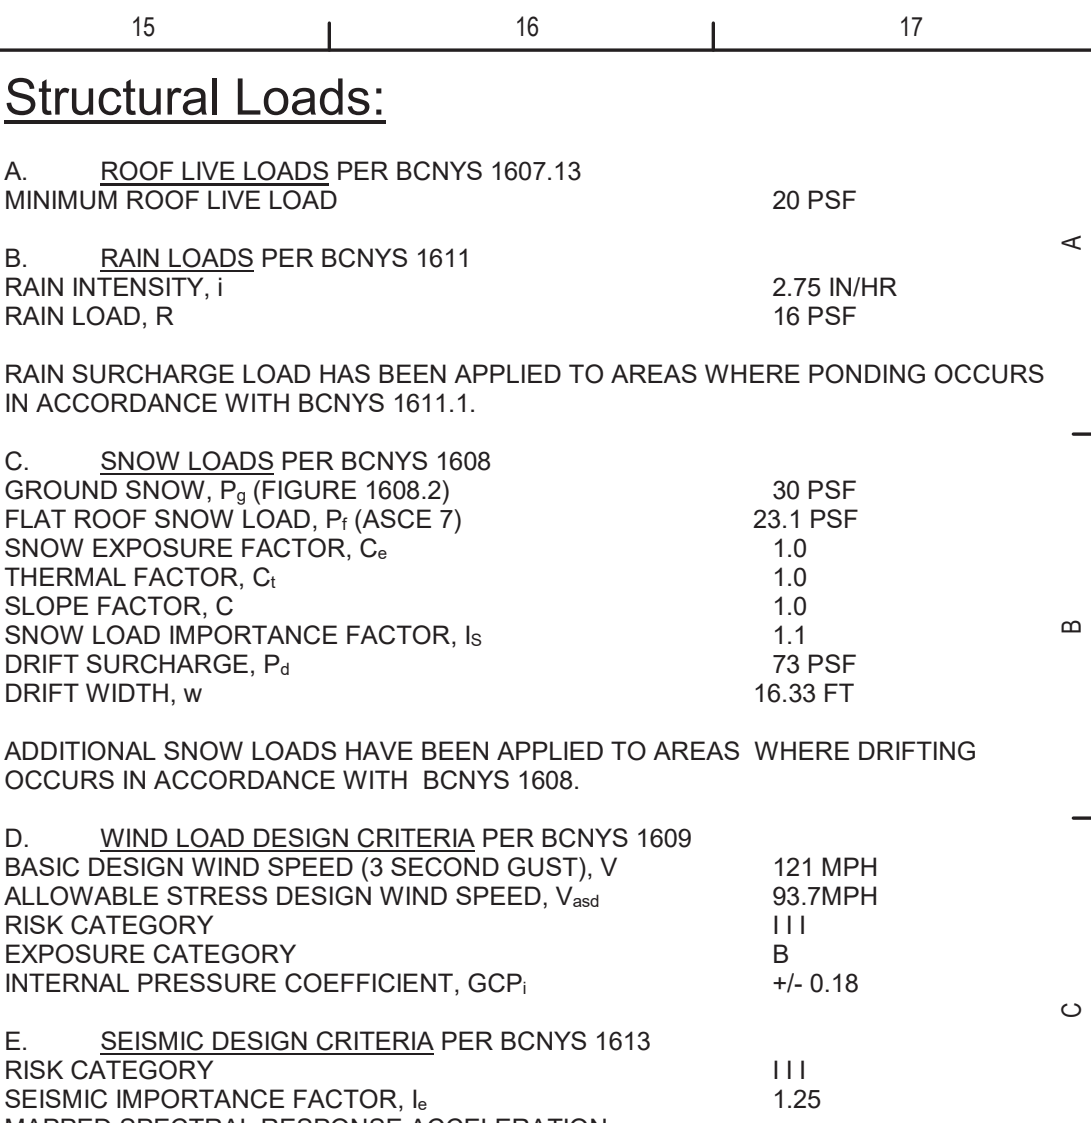 15 16 17
Structural Loads:
A. ROOF LIVE LOADS PER BCNYS 1607.13
MINIMUM ROOF LIVE LOAD 20 PSF
A
B. RAIN LOADS PER BCNYS 1611
RAIN INTENSITY, i 2.75 IN/HR
RAIN LOAD, R 16 PSF
RAIN SURCHARGE LOAD HAS BEEN APPLIED TO AREAS WHERE PONDING OCCURS
IN ACCORDANCE WITH BCNYS 1611.1.
C. SNOW LOADS PER BCNYS 1608
GROUND SNOW, Pg (FIGURE 1608.2) 30 PSF
FLAT ROOF SNOW LOAD, Pf (ASCE 7) 23.1 PSF
SNOW EXPOSURE FACTOR, Ce 1.0
THERMAL FACTOR, Ct 1.0
SLOPE FACTOR, C 1.0
B
SNOW LOAD IMPORTANCE FACTOR, IS 1.1
DRIFT SURCHARGE, Pd 73 PSF
DRIFT WIDTH, w 16.33 FT
ADDITIONAL SNOW LOADS HAVE BEEN APPLIED TO AREAS WHERE DRIFTING
OCCURS IN ACCORDANCE WITH BCNYS 1608.
D. WIND LOAD DESIGN CRITERIA PER BCNYS 1609
BASIC DESIGN WIND SPEED (3 SECOND GUST), V 121 MPH
ALLOWABLE STRESS DESIGN WIND SPEED, Vasd 93.7MPH
RISK CATEGORY I I I
EXPOSURE CATEGORY B
INTERNAL PRESSURE COEFFICIENT, GCPi +/- 0.18
C
E. SEISMIC DESIGN CRITERIA PER BCNYS 1613
RISK CATEGORY I I I
SEISMIC IMPORTANCE FACTOR, Ie 1.25
MAPPED SPECTRAL RESPONSE ACCELERATION